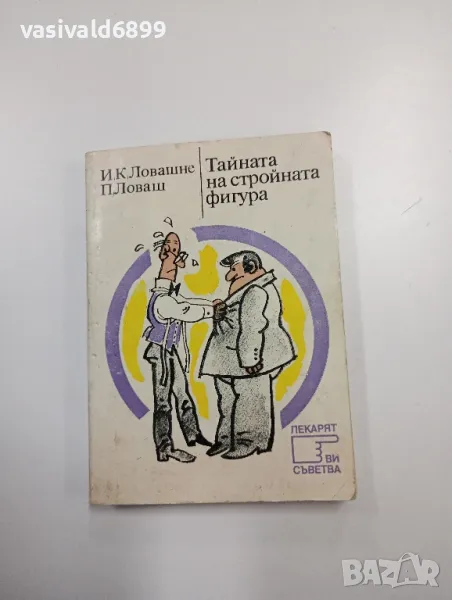 vasivald6899
И.К.Ловашне
П.Ловаш
Тайната
на стройната
фигура
ЛЕКАРЯТ
ВИ
СЪВЕТВА
BAZAR